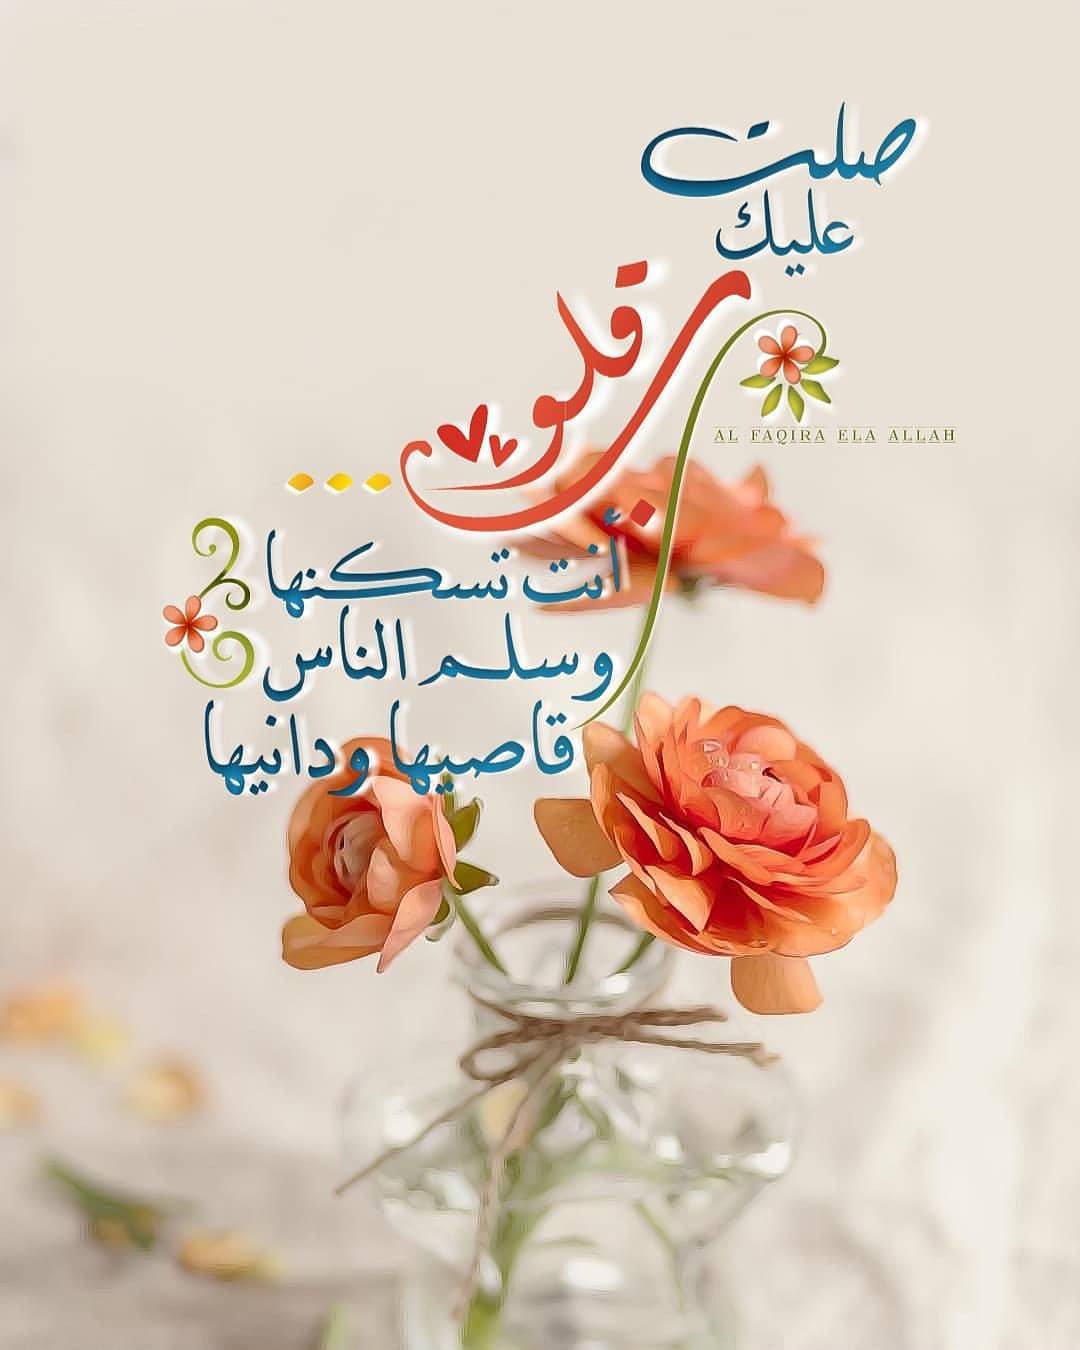 صلت
عليك
قلوبٌ
...
أنت تسكنها
وسلم الناس
قاصيها ودانيها
AL FAQIRA ELA ALLAH